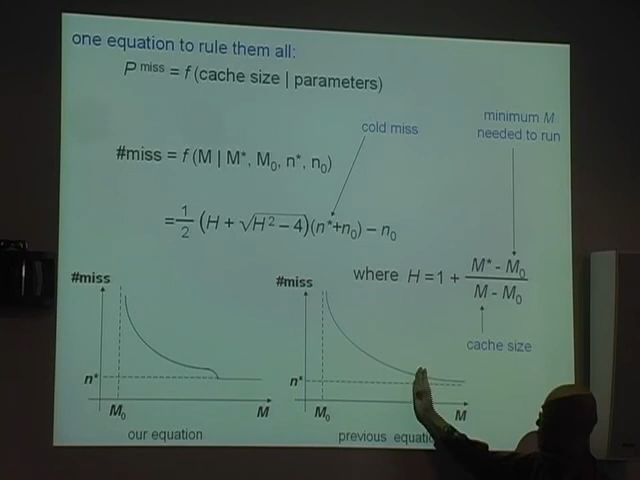 one equation to rule them all:
P miss = f (cache size | parameters)
minimum M
needed to run
cold miss
#miss = f (M | M*, M₀, n*, n₀)
= 1/2 (H + √H² – 4)(n*+n₀) – n₀
where H = 1 + M* - M₀ / M - M₀
cache size
#miss
n*
M₀
M
our equation
#miss
n*
M₀
M
previous